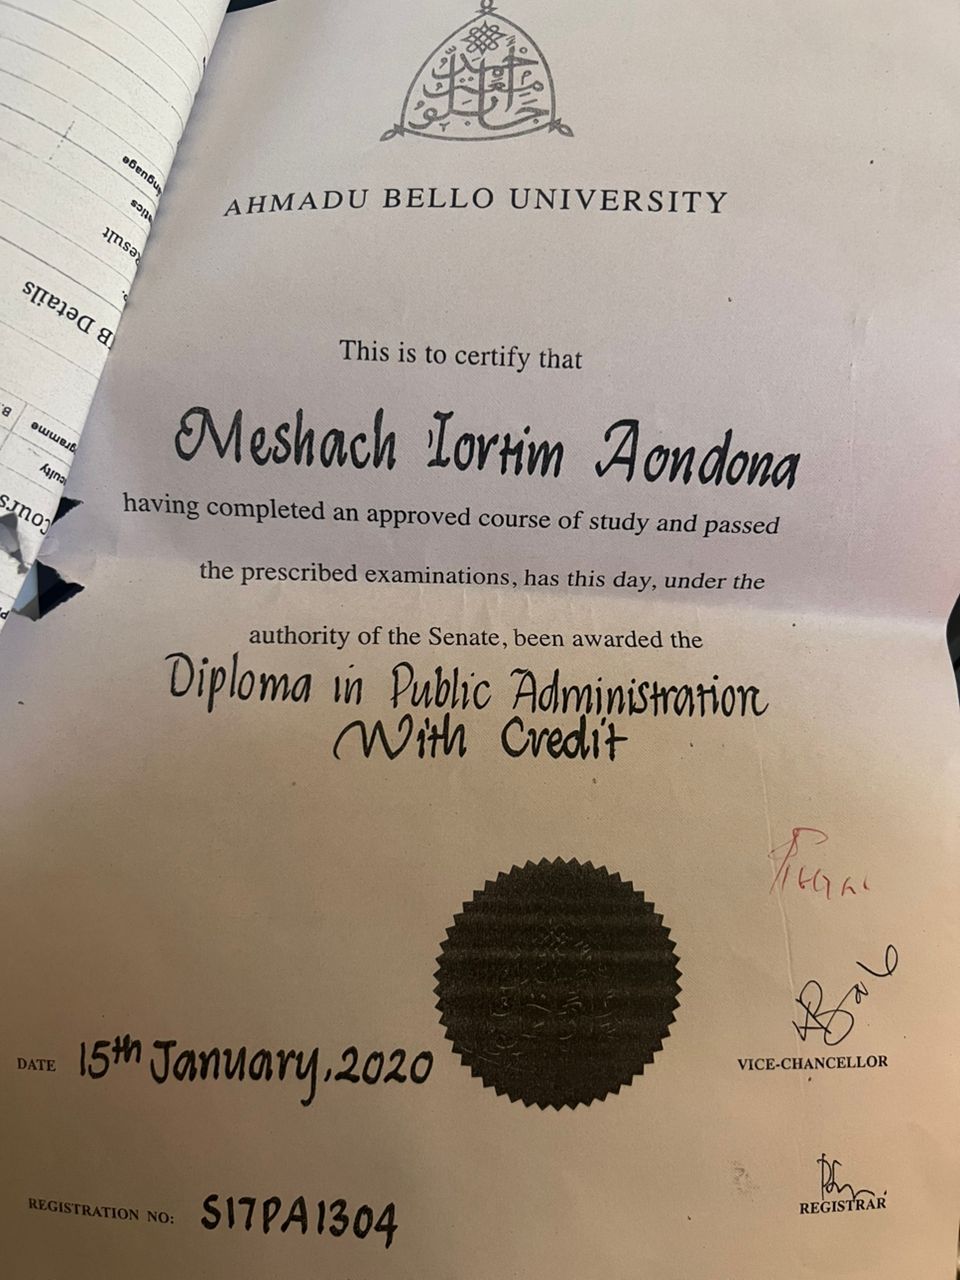 AHMADU BELLO UNIVERSITY
This is to certify that
Meshach Iortim Aondona
having completed an approved course of study and passed
the prescribed examinations, has this day, under the
authority of the Senate, been awarded the
Diploma in Public Administration
With Credit
DATE 15th January, 2020
VICE-CHANCELLOR
REGISTRATION NO: S17PA1304
REGISTRAR
B Details